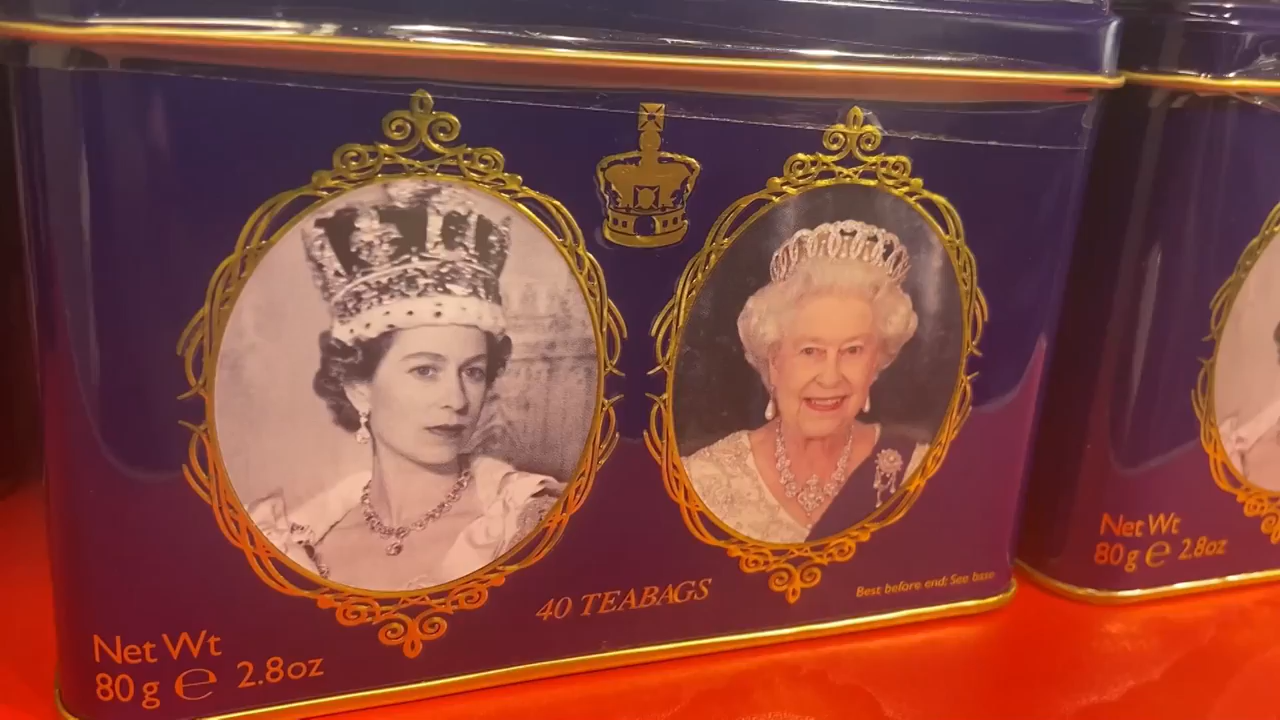 40 TEABAGS
Best before end: See base
Net Wt
80g ℮ 2.8oz
Net Wt
80g ℮ 2.8oz